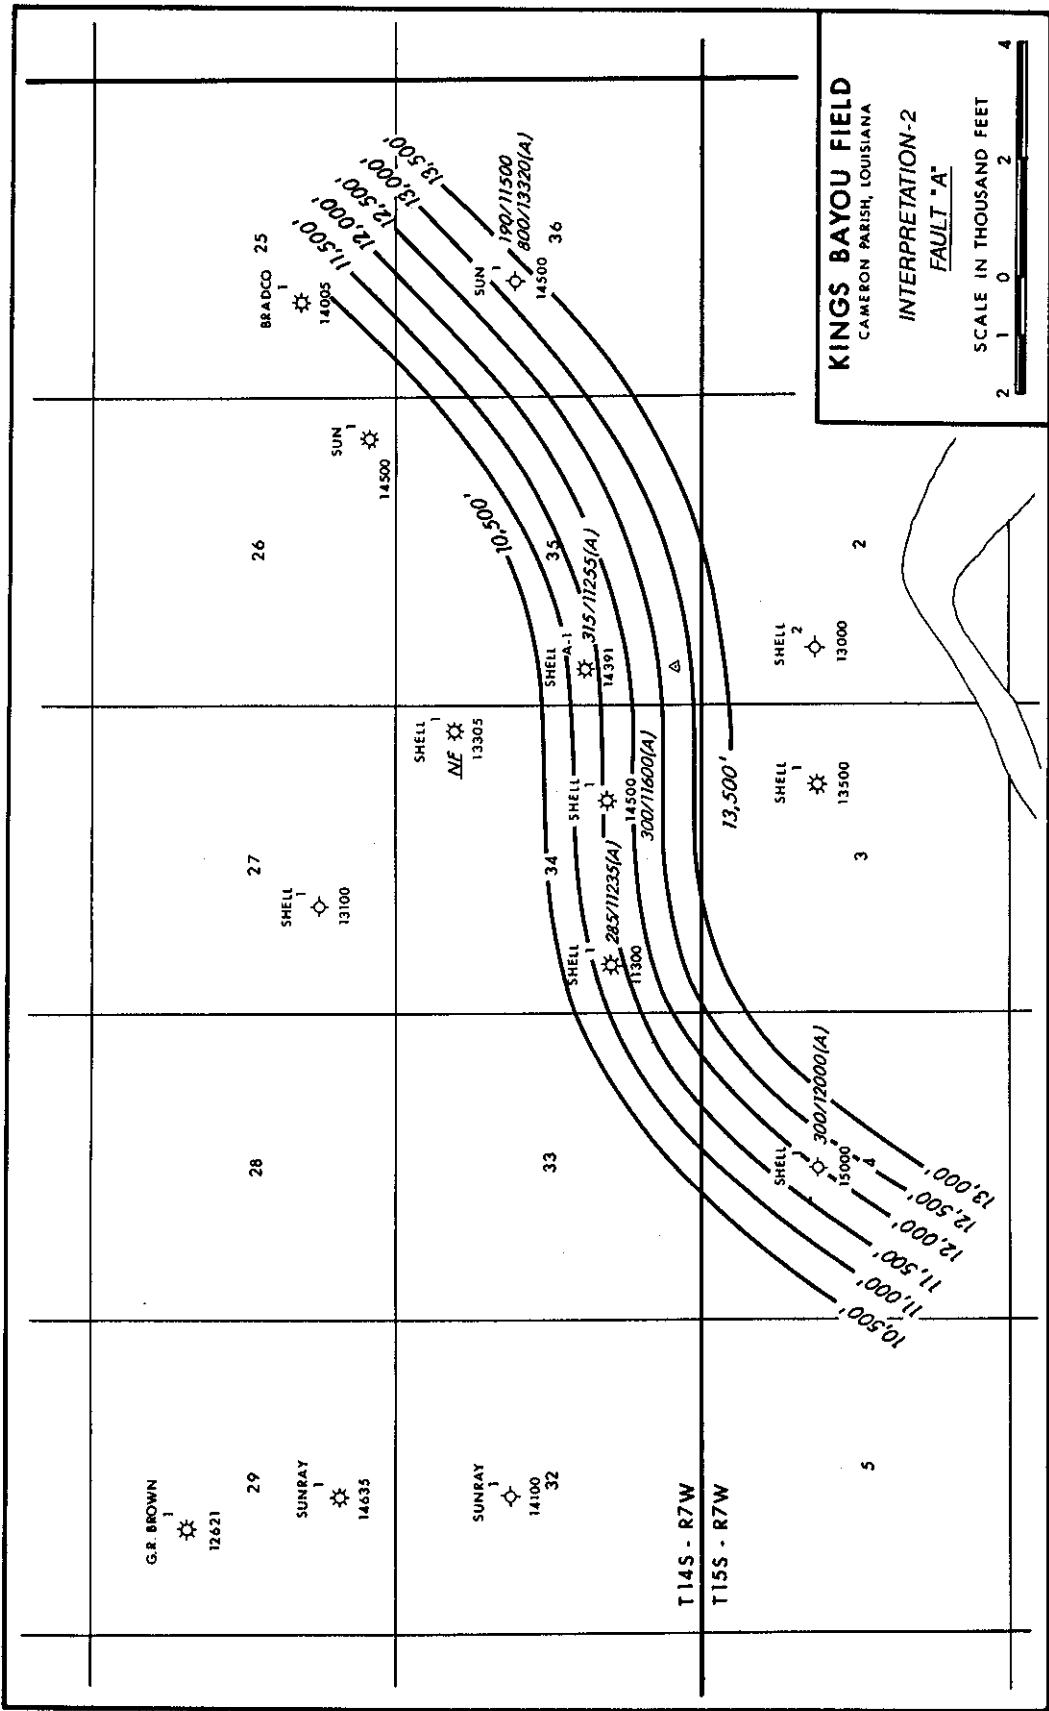 G.R. BROWN
1
12621
29
SUNRAY
1
14635
SUNRAY
1
14100
32
28
33
27
SHELL
1
13100
26
SHELL
1
NF
13305
SUN
1
14500
BRADCO
1
14005
25
34
35
36
SHELL
1
11300
285/11235(A)
SHELL
1
14500
300/11600(A)
SHELL
A-1
14391
315/11255(A)
SUN
1
14500
190/11500
800/13320(A)
10,500'
11,500'
12,000'
12,500'
13,000'
13,500'
T14S - R7W
T15S - R7W
5
SHELL
1
15000
300/12000(A)
4
10,500'
11,000'
11,500'
12,000'
12,500'
13,000'
13,500'
3
SHELL
1
13500
SHELL
2
13000
2
KINGS BAYOU FIELD
CAMERON PARISH, LOUISIANA
INTERPRETATION-2
FAULT "A"
SCALE IN THOUSAND FEET
2 1 0 2 4